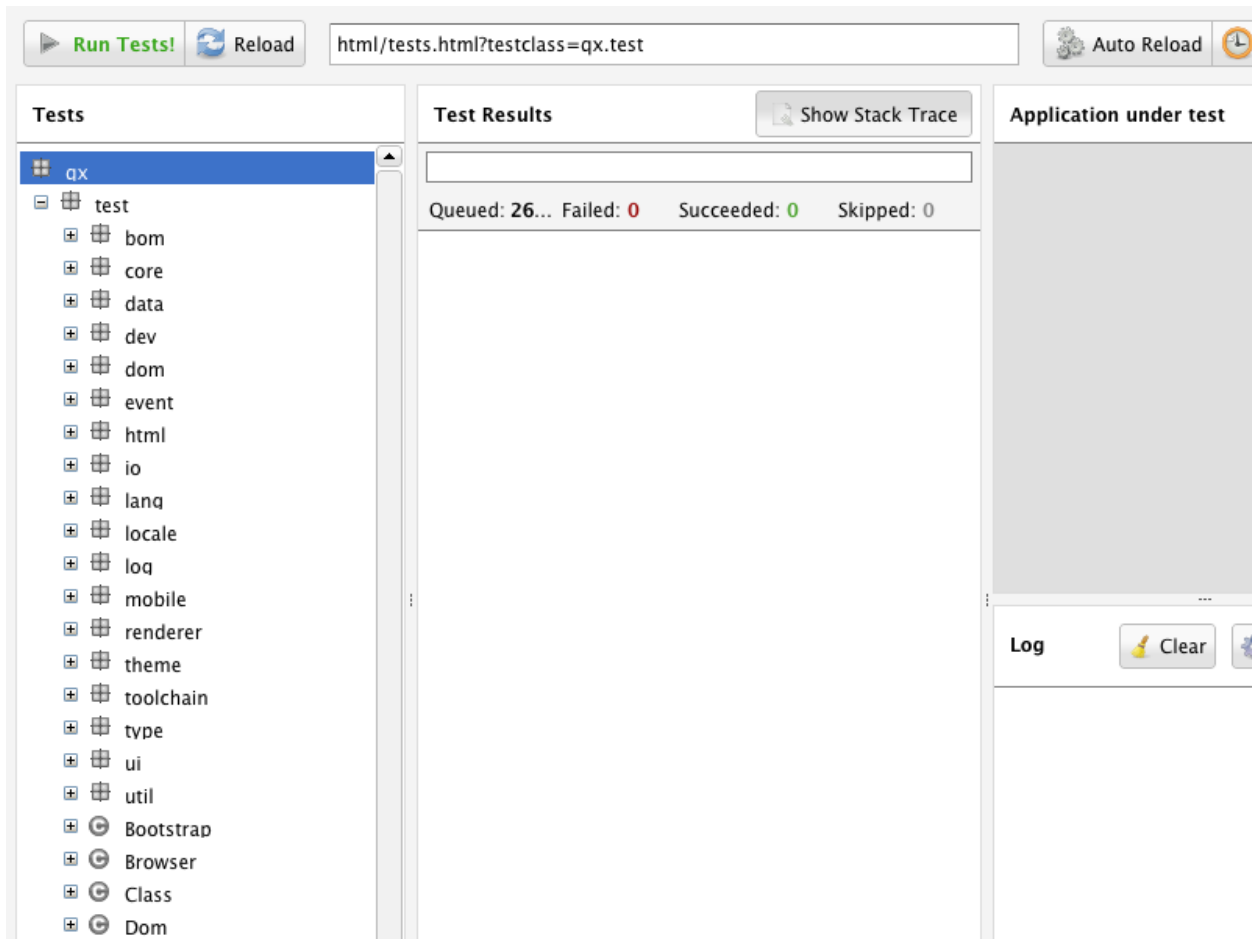 Run Tests! Reload html/tests.html?testclass=qx.test Auto Reload
Tests
qx
test
bom
core
data
dev
dom
event
html
io
lang
locale
log
mobile
renderer
theme
toolchain
type
ui
util
Bootstrap
Browser
Class
Dom
Test Results Show Stack Trace
Queued: 26... Failed: 0 Succeeded: 0 Skipped: 0
Application under test
Log Clear